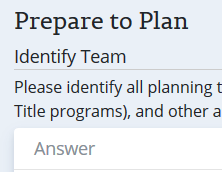 Prepare to Plan
Identify Team
Please identify all planning
Title programs), and other
Answer